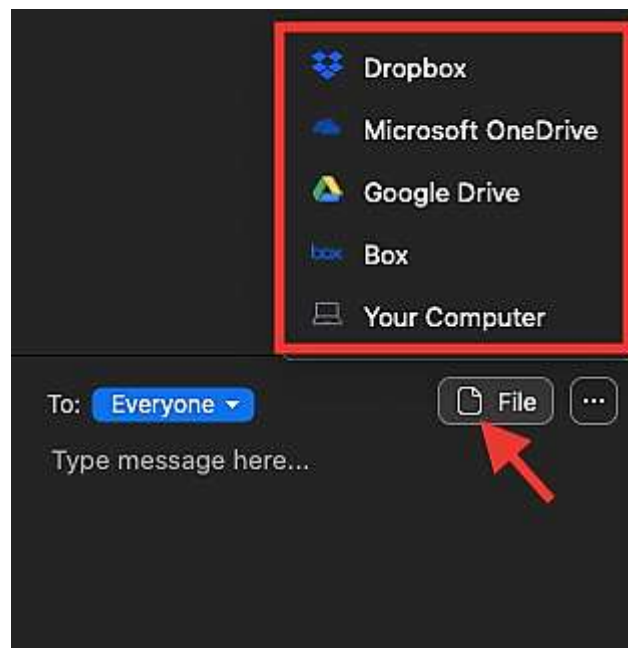 Dropbox
Microsoft OneDrive
Google Drive
box Box
Your Computer
To: Everyone File ...
Type message here...